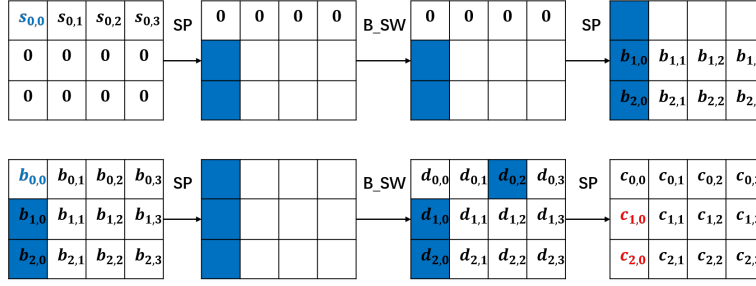 s0,0 s0,1 s0,2 s0,3 SP 0 0 0 0 B_SW 0 0 0 0 SP
0 0 0 0 b1,0 b1,1 b1,2
0 0 0 0 b2,0 b2,1 b2,2
b0,0 b0,1 b0,2 b0,3 SP B_SW d0,0 d0,1 d0,2 d0,3 SP c0,0 c0,1 c0,2
b1,0 b1,1 b1,2 b1,3 d1,0 d1,1 d1,2 d1,3 c1,0 c1,1 c1,2
b2,0 b2,1 b2,2 b2,3 d2,0 d2,1 d2,2 d2,3 c2,0 c2,1 c2,2